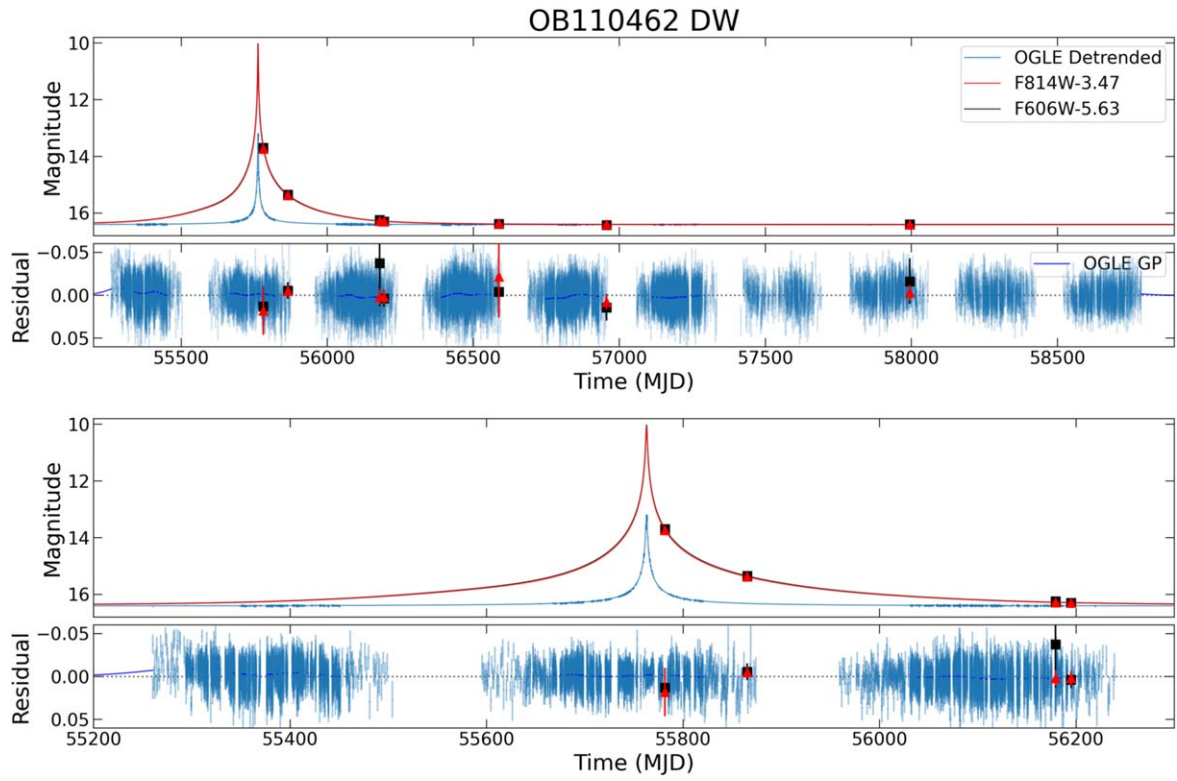 OB110462 DW
10
12
14
16
Magnitude
OGLE Detrended
F814W-3.47
F606W-5.63
−0.05
0.00
0.05
Residual
OGLE GP
55500 56000 56500 57000 57500 58000 58500
Time (MJD)
10
12
14
16
Magnitude
−0.05
0.00
0.05
Residual
55200 55400 55600 55800 56000 56200
Time (MJD)